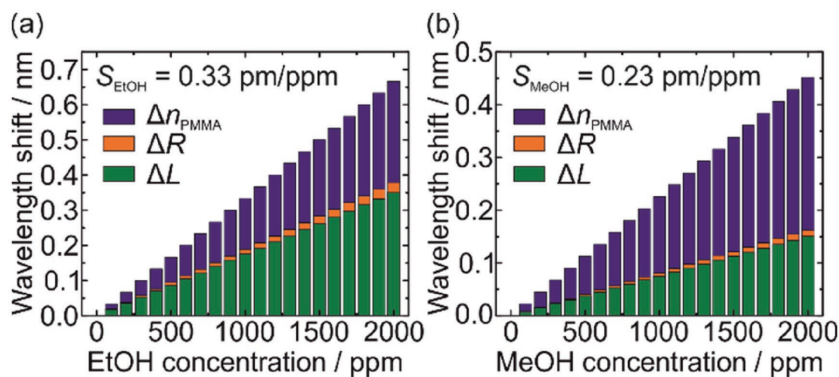 (a)
0.7
0.6
0.5
0.4
0.3
0.2
0.1
0.0
Wavelength shift / nm
S_EtOH = 0.33 pm/ppm
Δn_PMMA
ΔR
ΔL
0 500 1000 1500 2000
EtOH concentration / ppm
(b)
0.5
0.4
0.3
0.2
0.1
0.0
Wavelength shift / nm
S_MeOH = 0.23 pm/ppm
Δn_PMMA
ΔR
ΔL
0 500 1000 1500 2000
MeOH concentration / ppm